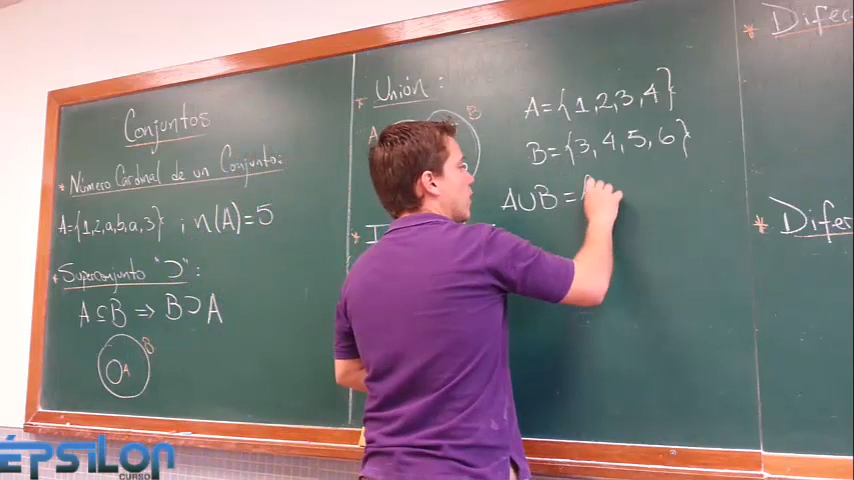 Conjuntos
* Número Cardinal de un Conjunto:
A={1,2,a,b,a,3} ; n(A)=5
* Superconjunto "⊃":
A⊆B ⇒ B⊃A
B
A
* Unión:
B
A
A={1,2,3,4}
B={3,4,5,6}
A∪B={
*
* Difer
* Difer
ÉPSILON
CURSO